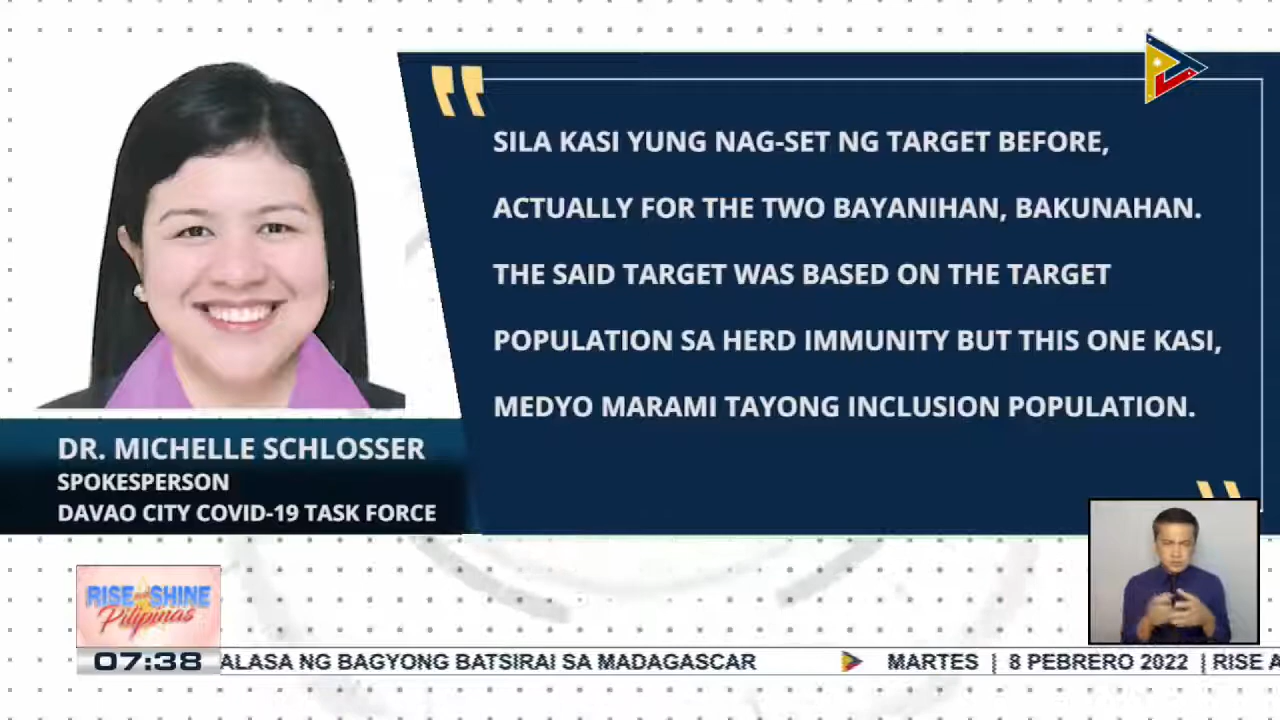 SILA KASI YUNG NAG-SET NG TARGET BEFORE,
ACTUALLY FOR THE TWO BAYANIHAN, BAKUNAHAN.
THE SAID TARGET WAS BASED ON THE TARGET
POPULATION SA HERD IMMUNITY BUT THIS ONE KASI,
MEDYO MARAMI TAYONG INCLUSION POPULATION.
DR. MICHELLE SCHLOSSER
SPOKESPERSON
DAVAO CITY COVID-19 TASK FORCE
RISE AND SHINE
Pilipinas
07:38
ALASA NG BAGYONG BATSIRAI SA MADAGASCAR
MARTES | 8 PEBRERO 2022 | RISE A